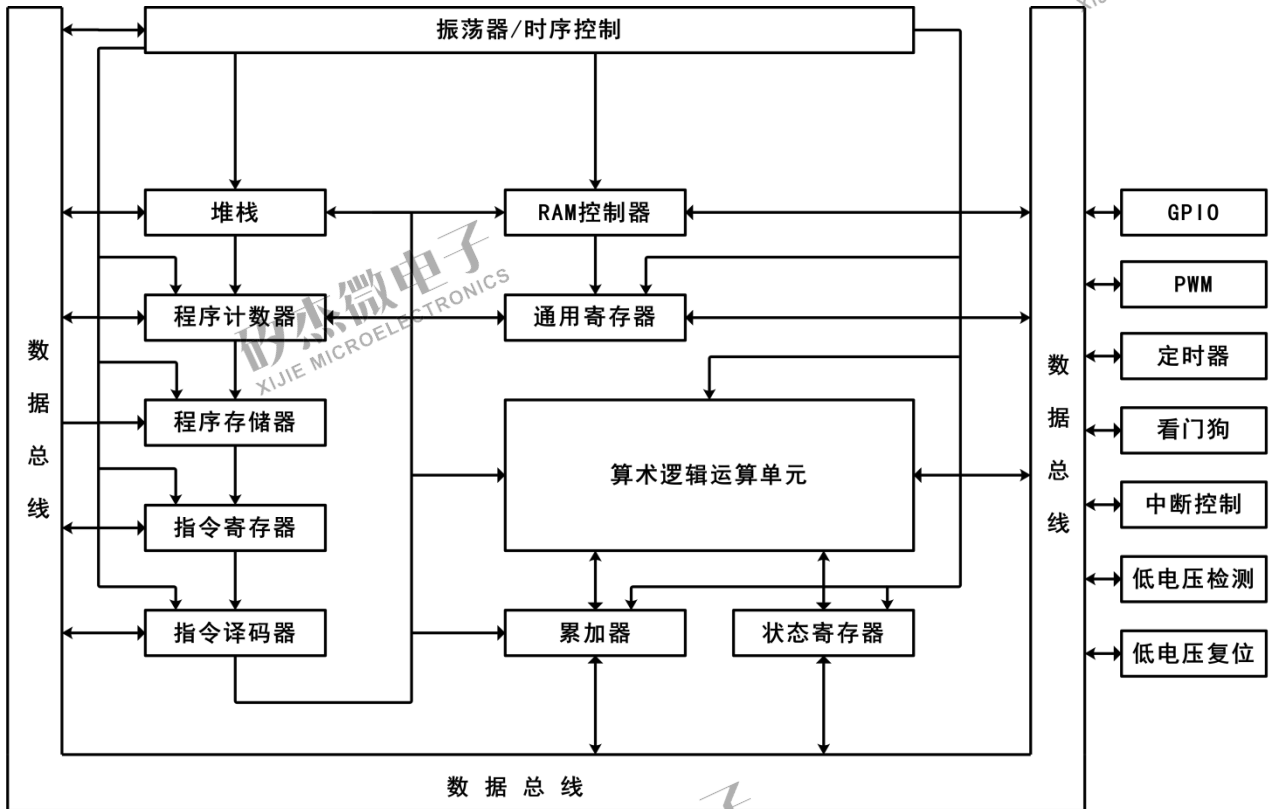 振荡器/时序控制
堆栈
RAM控制器
GPIO
PWM
程序计数器
通用寄存器
定时器
数据总线
数据总线
程序存储器
看门狗
算术逻辑运算单元
中断控制
指令寄存器
低电压检测
指令译码器
累加器
状态寄存器
低电压复位
数据总线
矽杰微电子
XIJIE MICROELECTRONICS